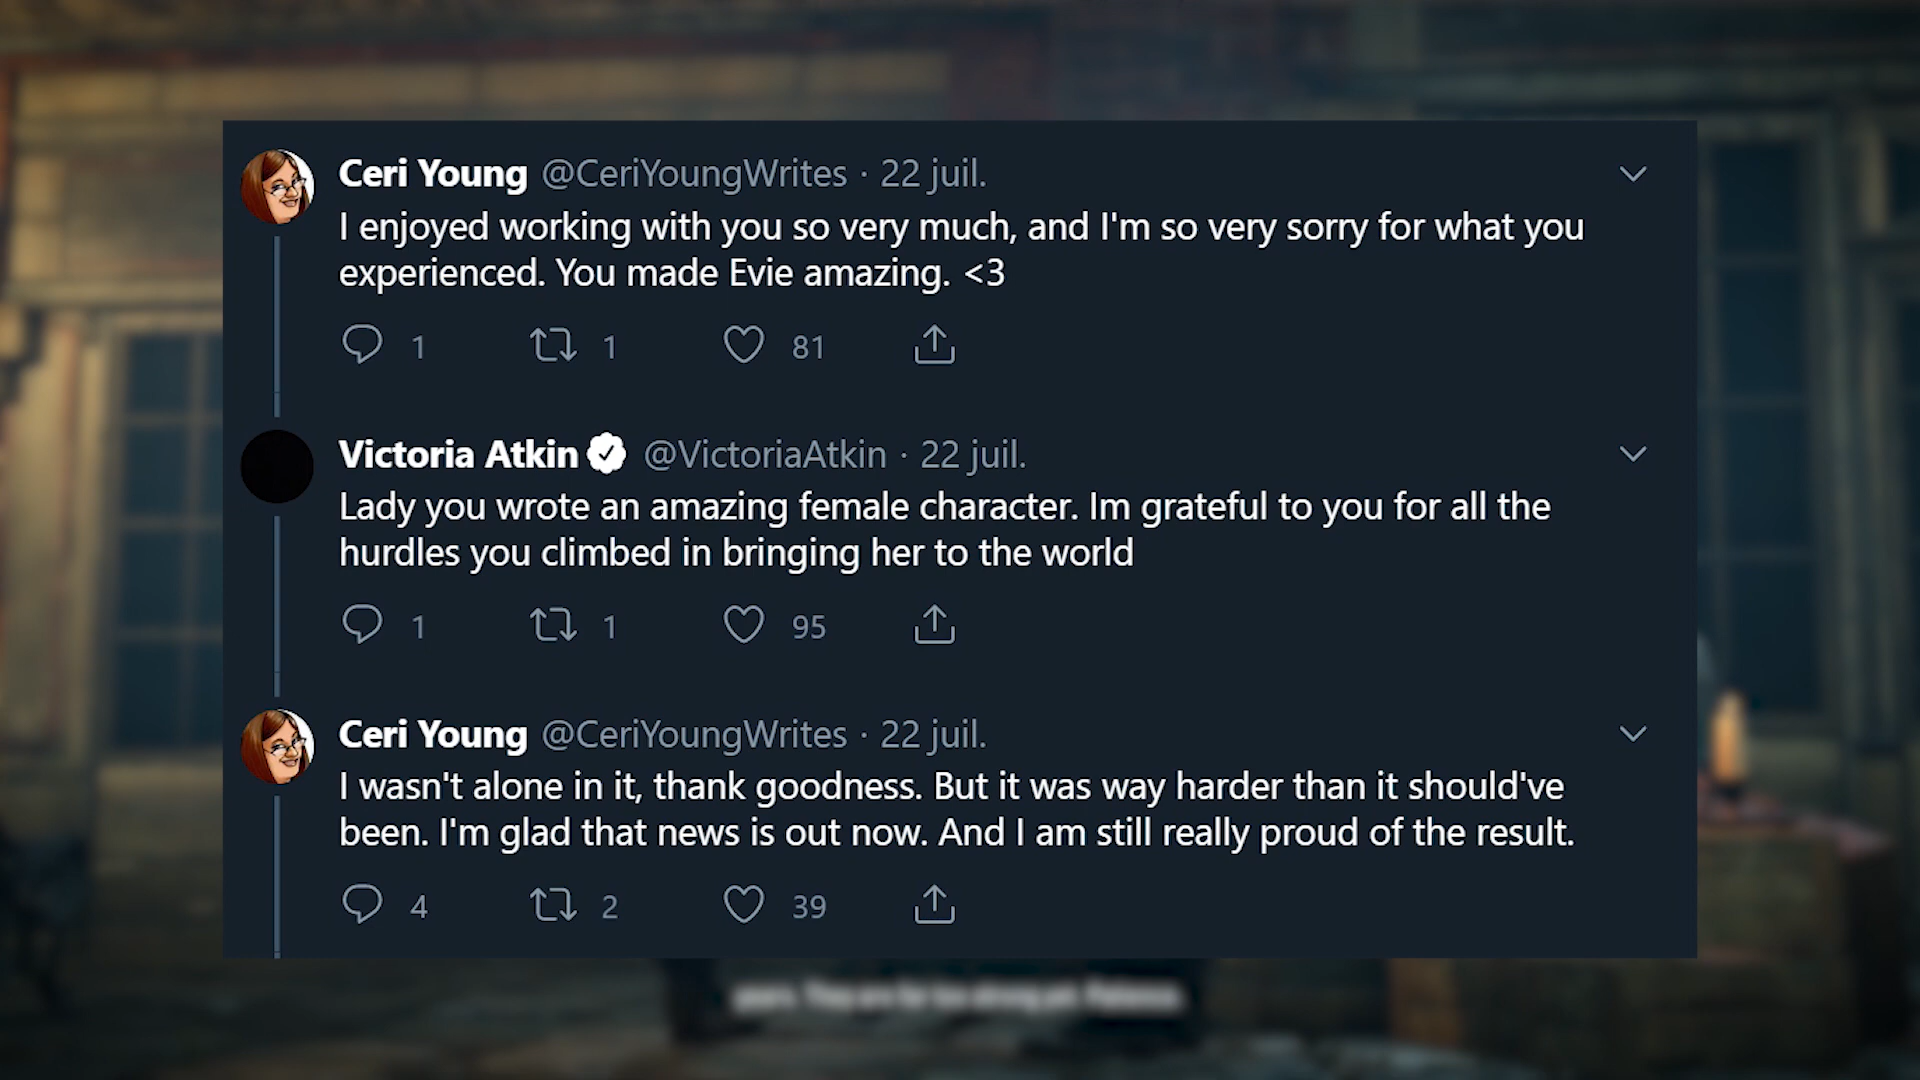 Ceri Young @CeriYoungWrites · 22 juil.
I enjoyed working with you so very much, and I'm so very sorry for what you
experienced. You made Evie amazing. <3
1 1 81
Victoria Atkin @VictoriaAtkin · 22 juil.
Lady you wrote an amazing female character. Im grateful to you for all the
hurdles you climbed in bringing her to the world
1 1 95
Ceri Young @CeriYoungWrites · 22 juil.
I wasn't alone in it, thank goodness. But it was way harder than it should've
been. I'm glad that news is out now. And I am still really proud of the result.
4 2 39